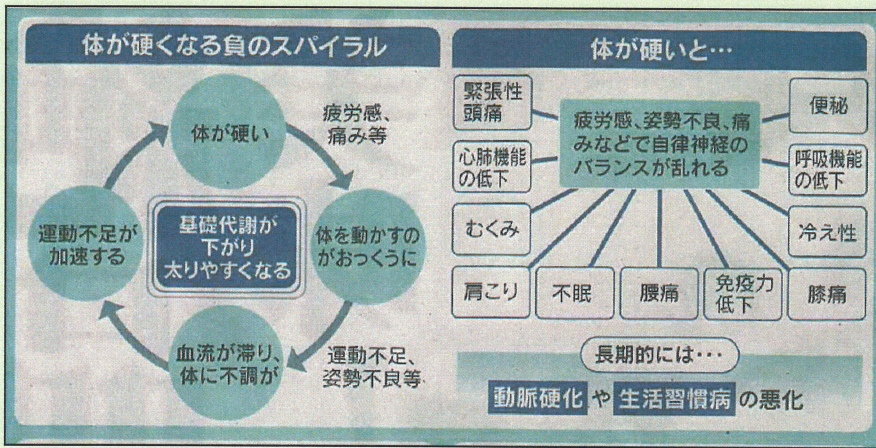 体が硬くなる負のスパイラル
体が硬い
疲労感、
痛み等
体を動かすの
がおっくうに
運動不足、
姿勢不良等
血流が滞り、
体に不調が
運動不足が
加速する
基礎代謝が
下がり
太りやすくなる
体が硬いと…
疲労感、姿勢不良、痛
みなどで自律神経の
バランスが乱れる
緊張性
頭痛
心肺機能
の低下
むくみ
肩こり
不眠
腰痛
免疫力
低下
膝痛
冷え性
呼吸機能
の低下
便秘
長期的には…
動脈硬化 や 生活習慣病 の悪化